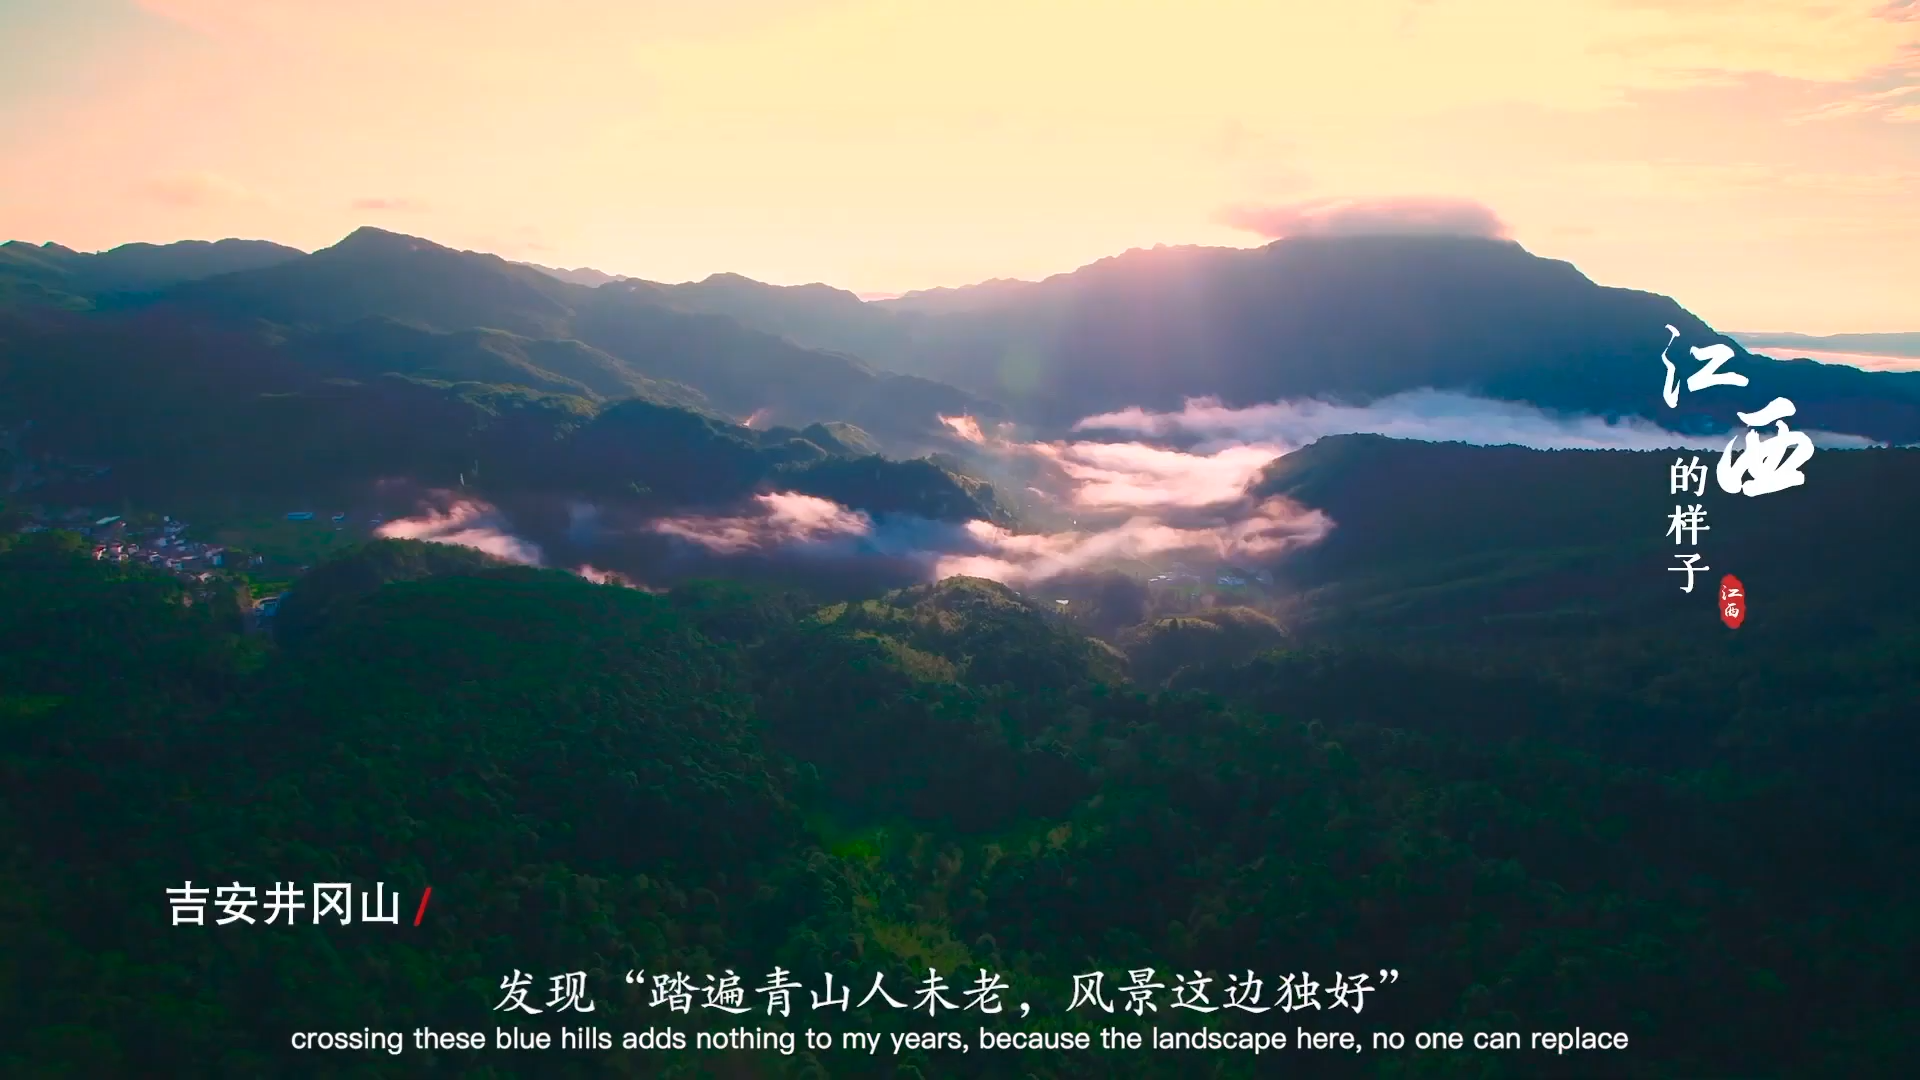 江西
的样子
江西
吉安井冈山/
发现“踏遍青山人未老，风景这边独好”
crossing these blue hills adds nothing to my years, because the landscape here, no one can replace